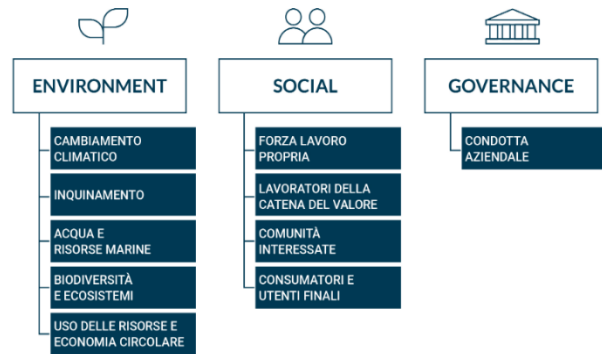 ENVIRONMENT
CAMBIAMENTO
CLIMATICO
INQUINAMENTO
ACQUA E
RISORSE MARINE
BIODIVERSITÀ
E ECOSISTEMI
USO DELLE RISORSE E
ECONOMIA CIRCOLARE
SOCIAL
FORZA LAVORO
PROPRIA
LAVORATORI DELLA
CATENA DEL VALORE
COMUNITÀ
INTERESSATE
CONSUMATORI E
UTENTI FINALI
GOVERNANCE
CONDOTTA
AZIENDALE